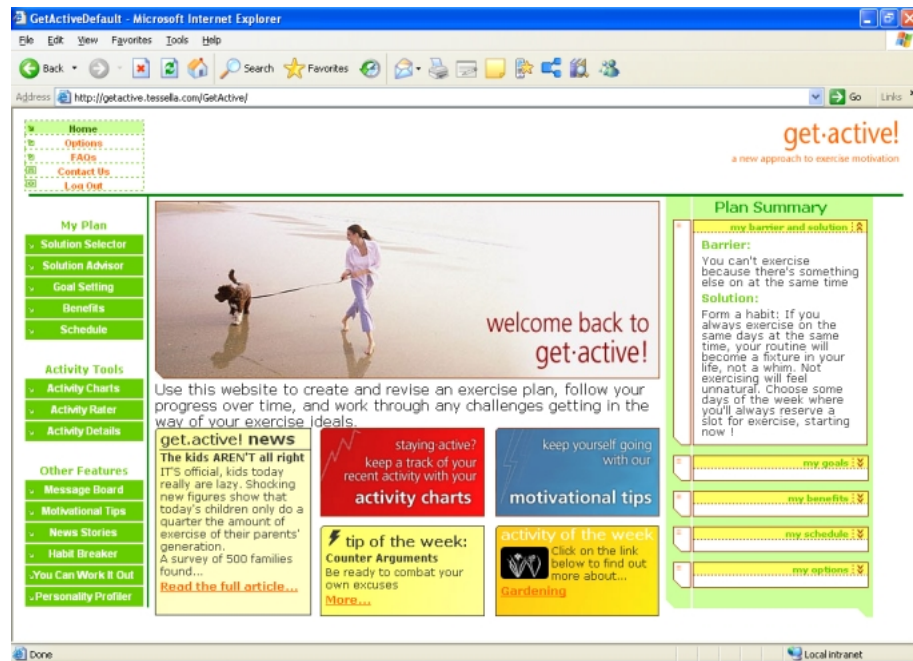 GetActiveDefault - Microsoft Internet Explorer
File Edit View Favorites Tools Help
Back Search Favorites
Address http://getactive.tessella.com/GetActive/ Go Links
Home
Options
FAQs
Contact Us
Log Out
get·active!
a new approach to exercise motivation
My Plan
Solution Selector
Solution Advisor
Goal Setting
Benefits
Schedule
Activity Tools
Activity Charts
Activity Rater
Activity Details
Other Features
Message Board
Motivational Tips
News Stories
Habit Breaker
You Can Work It Out
Personality Profiler
welcome back to
get·active!
Use this website to create and revise an exercise plan, follow your
progress over time, and work through any challenges getting in the
way of your exercise ideals.
get.active! news
The kids AREN'T all right
IT'S official, kids today
really are lazy. Shocking
new figures show that
today's children only do a
quarter the amount of
exercise of their parents'
generation.
A survey of 500 families
found...
Read the full article...
staying·active?
keep a track of your
recent activity with your
activity charts
keep yourself going
with our
motivational tips
tip of the week:
Counter Arguments
Be ready to combat your
own excuses
More...
activity of the week
Click on the link
below to find out
more about...
Gardening
Plan Summary
my barrier and solution
Barrier:
You can't exercise
because there's something
else on at the same time
Solution:
Form a habit: If you
always exercise on the
same days at the same
time, your routine will
become a fixture in your
life, not a whim. Not
exercising will feel
unnatural. Choose some
days of the week where
you'll always reserve a
slot for exercise, starting
now !
my goals
my benefits
my schedule
my options
Done
Local intranet